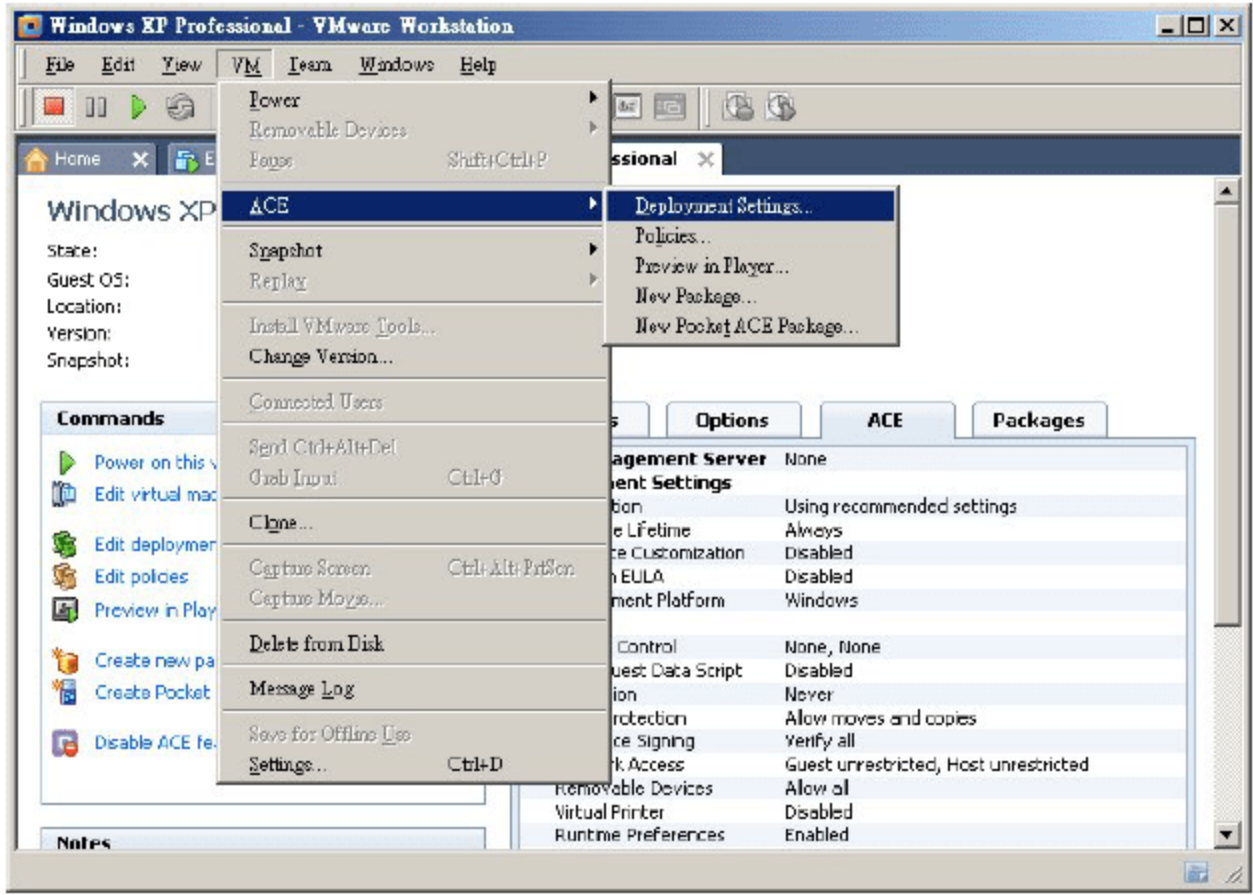 Windows XP Professional - VMware Workstation
File Edit View VM Team Windows Help
Power
Removable Devices
Pause Shift+Ctrl+P
Home E ssional
ACE
Deployment Settings...
Policies...
Preview in Player...
New Package...
New Pocket ACE Package...
Snapshot
Replay
Install VMware Tools...
Change Version...
Connected Users
Send Ctrl+Alt+Del
Grab Input Ctrl+G
Clone...
Capture Screen Ctrl+Alt+PrtScn
Capture Movie...
Delete from Disk
Message Log
Save for Offline Use
Settings... Ctrl+D
Windows XP
State:
Guest OS:
Location:
Version:
Snapshot:
Commands
Power on this v
Edit virtual mac
Edit deploymen
Edit policies
Preview in Play
Create new pa
Create Pocket
Disable ACE fe
Notes
s Options ACE Packages
agement Server None
ent Settings
tion Using recommended settings
e Lifetime Always
ce Customization Disabled
n EULA Disabled
ment Platform Windows
Control None, None
uest Data Script Disabled
ion Never
rotection Allow moves and copies
ce Signing Verify all
rk Access Guest unrestricted, Host unrestricted
Removable Devices Allow all
Virtual Printer Disabled
Runtime Preferences Enabled